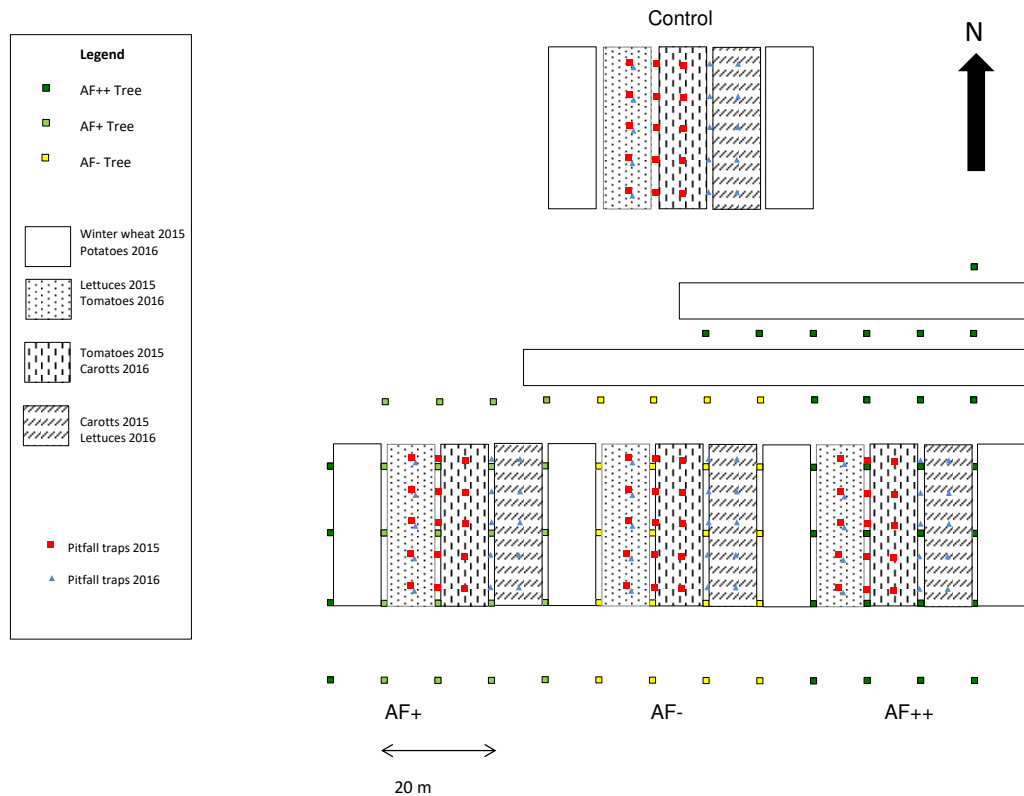 Control
N
Legend
AF++ Tree
AF+ Tree
AF- Tree
Winter wheat 2015
Potatoes 2016
Lettuces 2015
Tomatoes 2016
Tomatoes 2015
Carotts 2016
Carotts 2015
Lettuces 2016
Pitfall traps 2015
Pitfall traps 2016
AF+
AF-
AF++
20 m